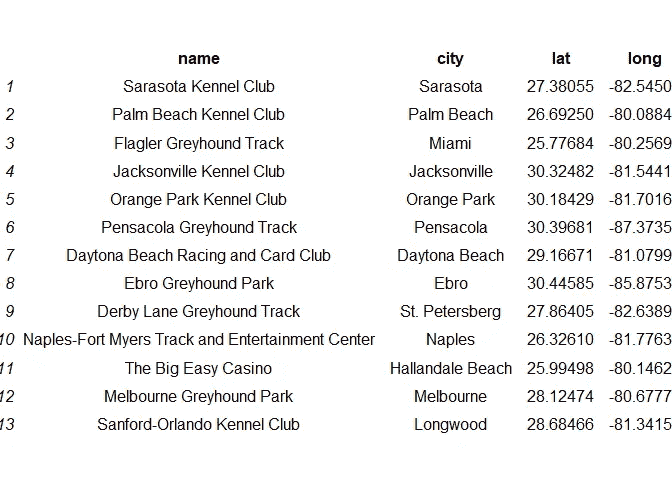 name city lat long
1 Sarasota Kennel Club Sarasota 27.38055 -82.5450
2 Palm Beach Kennel Club Palm Beach 26.69250 -80.0884
3 Flagler Greyhound Track Miami 25.77684 -80.2569
4 Jacksonville Kennel Club Jacksonville 30.32482 -81.5441
5 Orange Park Kennel Club Orange Park 30.18429 -81.7016
6 Pensacola Greyhound Track Pensacola 30.39681 -87.3735
7 Daytona Beach Racing and Card Club Daytona Beach 29.16671 -81.0799
8 Ebro Greyhound Park Ebro 30.44585 -85.8753
9 Derby Lane Greyhound Track St. Petersberg 27.86405 -82.6389
10 Naples-Fort Myers Track and Entertainment Center Naples 26.32610 -81.7763
11 The Big Easy Casino Hallandale Beach 25.99498 -80.1462
12 Melbourne Greyhound Park Melbourne 28.12474 -80.6777
13 Sanford-Orlando Kennel Club Longwood 28.68466 -81.3415